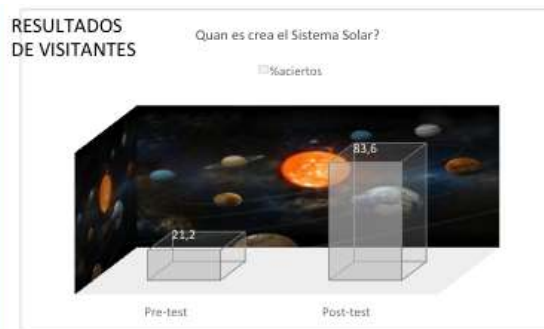 RESULTADOS
DE VISITANTES
Quan es crea el Sistema Solar?
%aciertos
83,6
21,2
Pre-test
Post-test